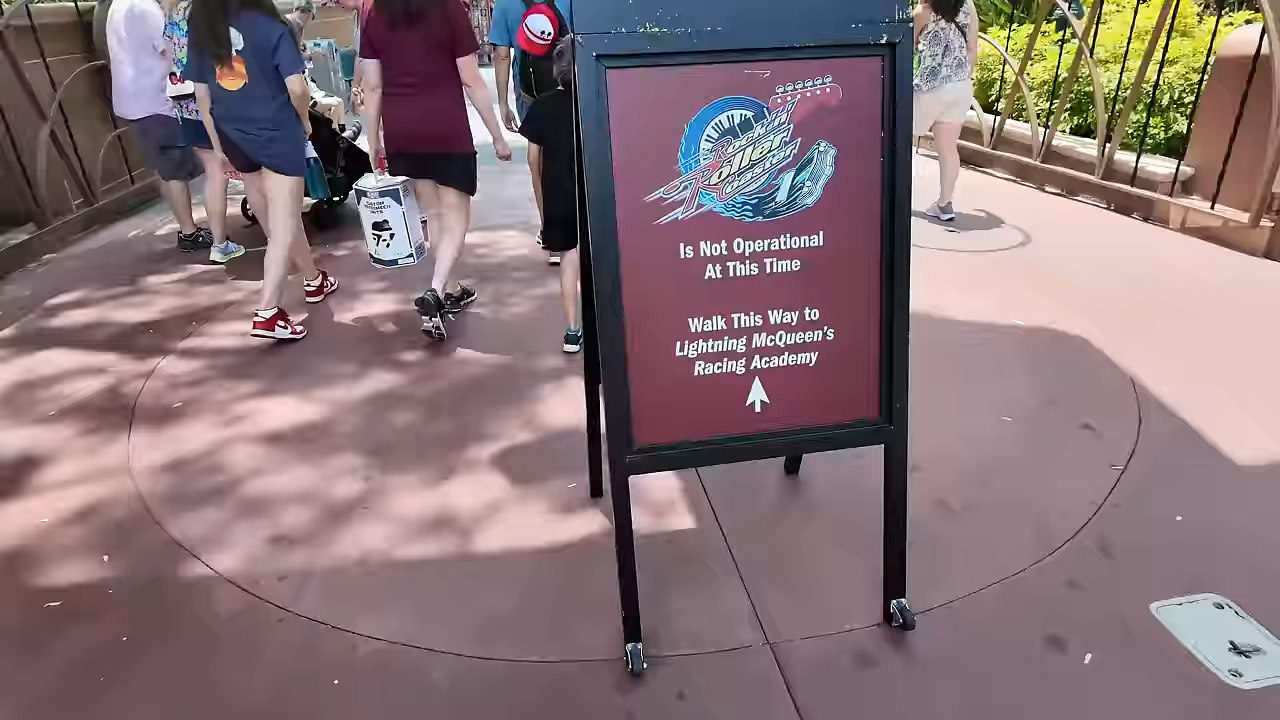 Rock 'n'
Roller
Coaster
Is Not Operational
At This Time
Walk This Way to
Lightning McQueen's
Racing Academy